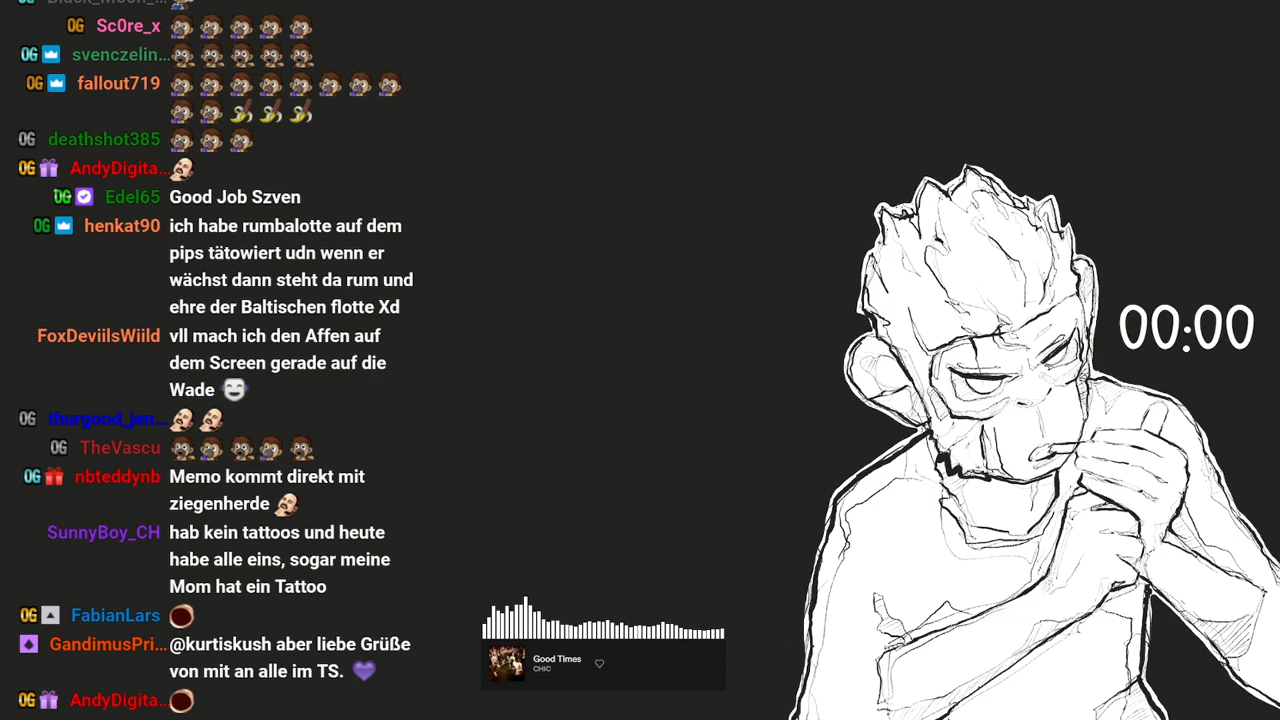 Sc0re_x
OG svenczelin...
OG fallout719
OG deathshot385
OG AndyDigita...
OG Edel65 Good Job Szven
OG henkat90 ich habe rumbalotte auf dem
pips tätowiert udn wenn er
wächst dann steht da rum und
ehre der Baltischen flotte Xd
FoxDeviilsWiild vll mach ich den Affen auf
dem Screen gerade auf die
Wade
OG thurgood_jen...
OG TheVascu
OG nbteddynb Memo kommt direkt mit
ziegenherde
SunnyBoy_CH hab kein tattoos und heute
habe alle eins, sogar meine
Mom hat ein Tattoo
OG FabianLars
GandimusPri... @kurtiskush aber liebe Grüße
von mit an alle im TS.
OG AndyDigita...
Good Times
CHIC
00:00